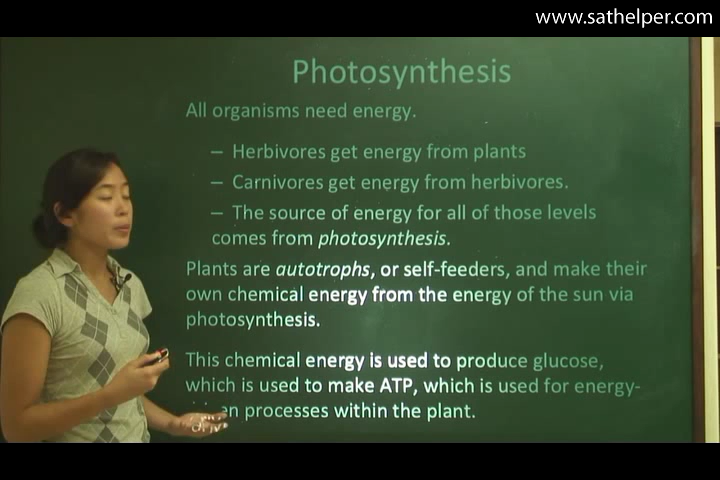 www.sathelper.com
Photosynthesis
All organisms need energy.
– Herbivores get energy from plants
– Carnivores get energy from herbivores.
– The source of energy for all of those levels
comes from photosynthesis.
Plants are autotrophs, or self-feeders, and make their
own chemical energy from the energy of the sun via
photosynthesis.
This chemical energy is used to produce glucose,
which is used to make ATP, which is used for energy-
driven processes within the plant.